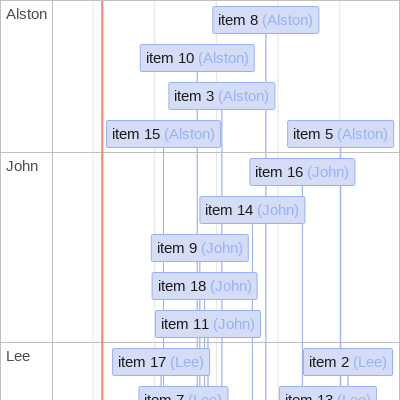 Alston
item 8 (Alston)
item 10 (Alston)
item 3 (Alston)
item 15 (Alston)
item 5 (Alston)
John
item 16 (John)
item 14 (John)
item 9 (John)
item 18 (John)
item 11 (John)
Lee
item 17 (Lee)
item 2 (Lee)
item 7 (Lee)
item 13 (Lee)